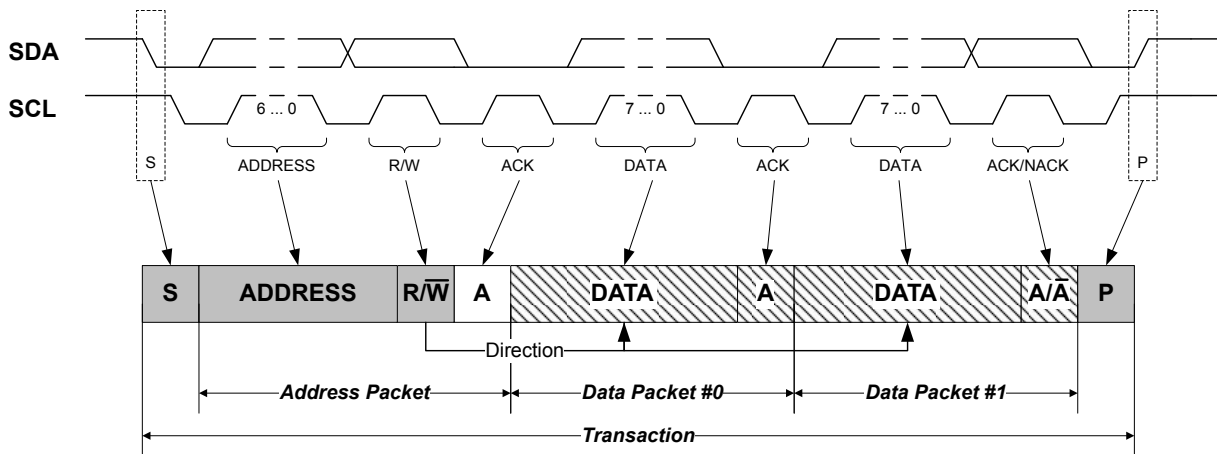 SDA
SCL
6 ... 0
7 ... 0
7 ... 0
S
ADDRESS
R/W
ACK
DATA
ACK
DATA
ACK/NACK
P
S
ADDRESS
R/W̅
A
DATA
A
DATA
A/A̅
P
Direction
Address Packet
Data Packet #0
Data Packet #1
Transaction